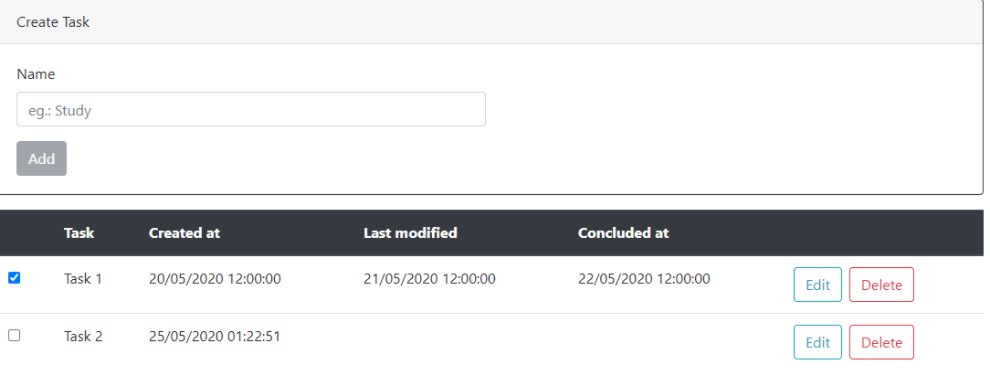 Create Task
Name
eg.: Study
Add
Task Created at Last modified Concluded at
Task 1 20/05/2020 12:00:00 21/05/2020 12:00:00 22/05/2020 12:00:00 Edit Delete
Task 2 25/05/2020 01:22:51 Edit Delete